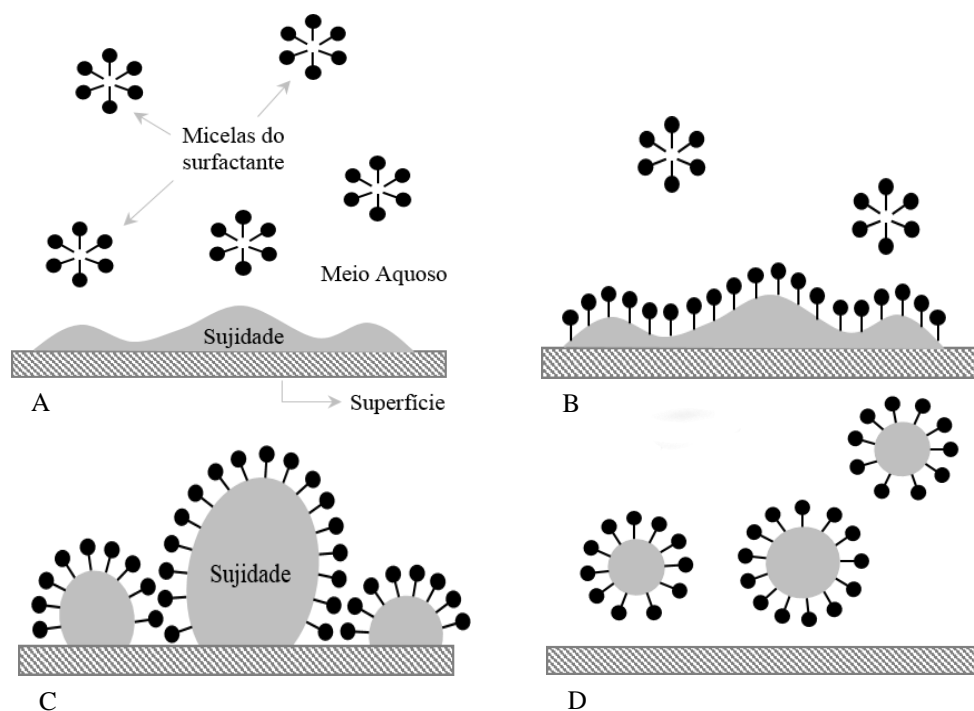 Micelas do
surfactante
Meio Aquoso
Sujidade
A
Superfície
B
Sujidade
C
D